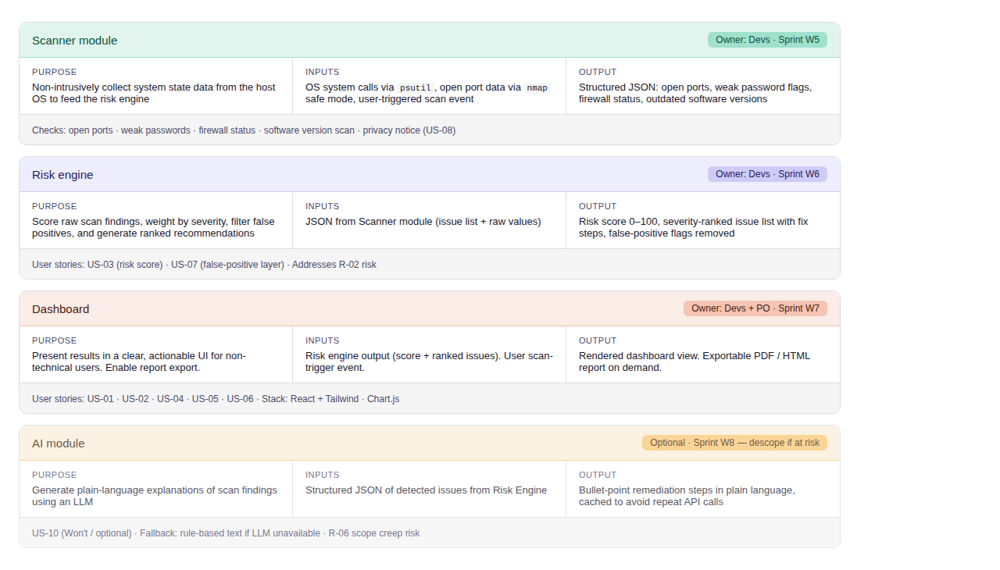 Scanner module
Owner: Devs · Sprint W5
PURPOSE
Non-intrusively collect system state data from the host
OS to feed the risk engine
INPUTS
OS system calls via psutil, open port data via nmap
safe mode, user-triggered scan event
OUTPUT
Structured JSON: open ports, weak password flags,
firewall status, outdated software versions
Checks: open ports · weak passwords · firewall status · software version scan · privacy notice (US-08)
Risk engine
Owner: Devs · Sprint W6
PURPOSE
Score raw scan findings, weight by severity, filter false
positives, and generate ranked recommendations
INPUTS
JSON from Scanner module (issue list + raw values)
OUTPUT
Risk score 0–100, severity-ranked issue list with fix
steps, false-positive flags removed
User stories: US-03 (risk score) · US-07 (false-positive layer) · Addresses R-02 risk
Dashboard
Owner: Devs + PO · Sprint W7
PURPOSE
Present results in a clear, actionable UI for non-
technical users. Enable report export.
INPUTS
Risk engine output (score + ranked issues). User scan-
trigger event.
OUTPUT
Rendered dashboard view. Exportable PDF / HTML
report on demand.
User stories: US-01 · US-02 · US-04 · US-05 · US-06 · Stack: React + Tailwind · Chart.js
AI module
Optional · Sprint W8 — descope if at risk
PURPOSE
Generate plain-language explanations of scan findings
using an LLM
INPUTS
Structured JSON of detected issues from Risk Engine
OUTPUT
Bullet-point remediation steps in plain language,
cached to avoid repeat API calls
US-10 (Won't / optional) · Fallback: rule-based text if LLM unavailable · R-06 scope creep risk